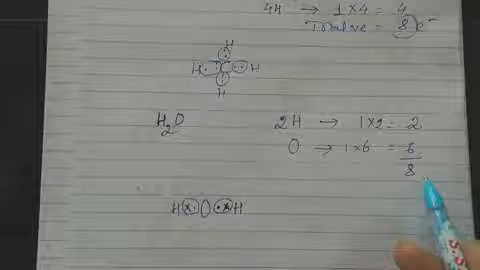 4H → 1×4 = 4
Total ve = 8 e⁻
H
H C H
H
H₂O 2H → 1×2 = 2
O → 1×6 = 6
8
H O H